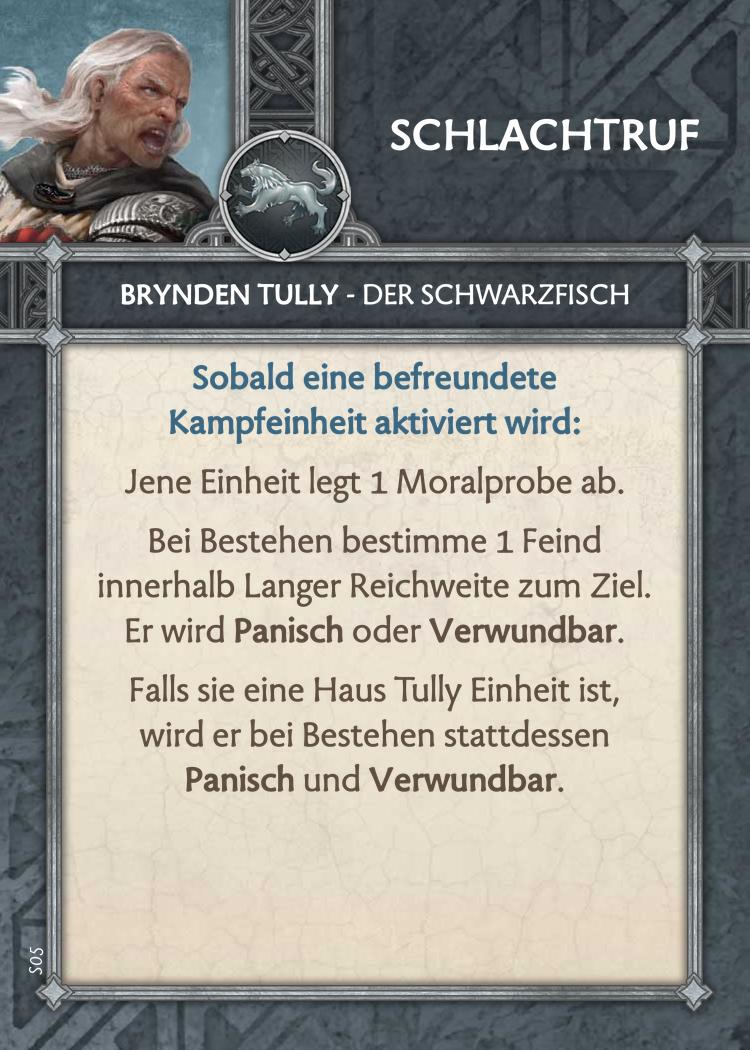 SCHLACHTRUF
BRYNDEN TULLY - DER SCHWARZFISCH
Sobald eine befreundete
Kampfeinheit aktiviert wird:
Jene Einheit legt 1 Moralprobe ab.
Bei Bestehen bestimme 1 Feind
innerhalb Langer Reichweite zum Ziel.
Er wird Panisch oder Verwundbar.
Falls sie eine Haus Tully Einheit ist,
wird er bei Bestehen stattdessen
Panisch und Verwundbar.
S05